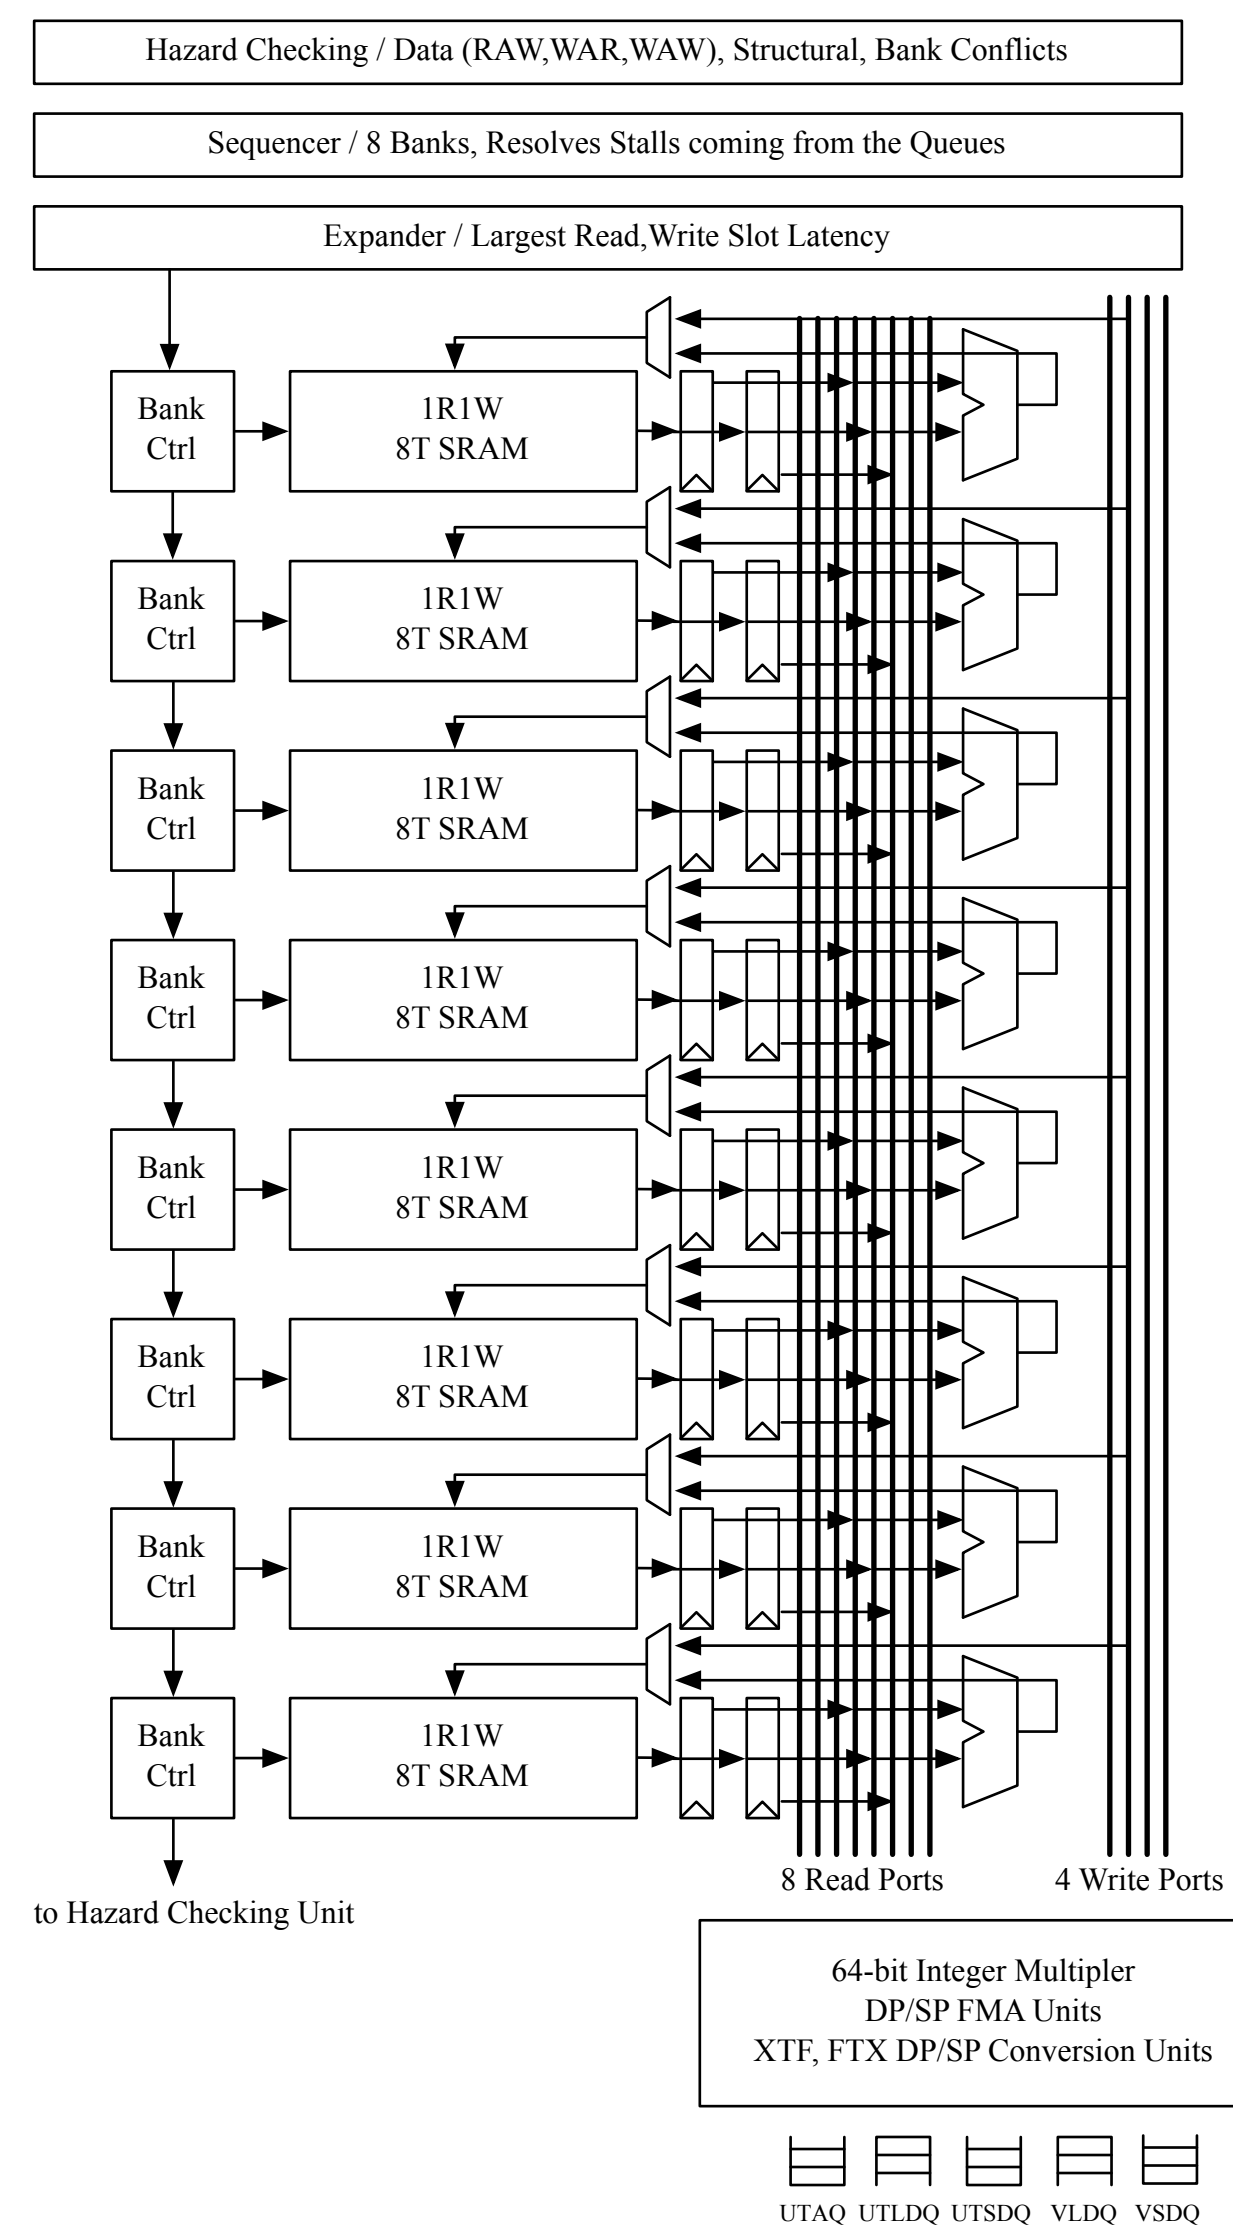 Hazard Checking / Data (RAW,WAR,WAW), Structural, Bank Conflicts
Sequencer / 8 Banks, Resolves Stalls coming from the Queues
Expander / Largest Read,Write Slot Latency
Bank
Ctrl
1R1W
8T SRAM
Bank
Ctrl
1R1W
8T SRAM
Bank
Ctrl
1R1W
8T SRAM
Bank
Ctrl
1R1W
8T SRAM
Bank
Ctrl
1R1W
8T SRAM
Bank
Ctrl
1R1W
8T SRAM
Bank
Ctrl
1R1W
8T SRAM
Bank
Ctrl
1R1W
8T SRAM
8 Read Ports
4 Write Ports
to Hazard Checking Unit
64-bit Integer Multipler
DP/SP FMA Units
XTF, FTX DP/SP Conversion Units
UTAQ UTLDQ UTSDQ VLDQ VSDQ